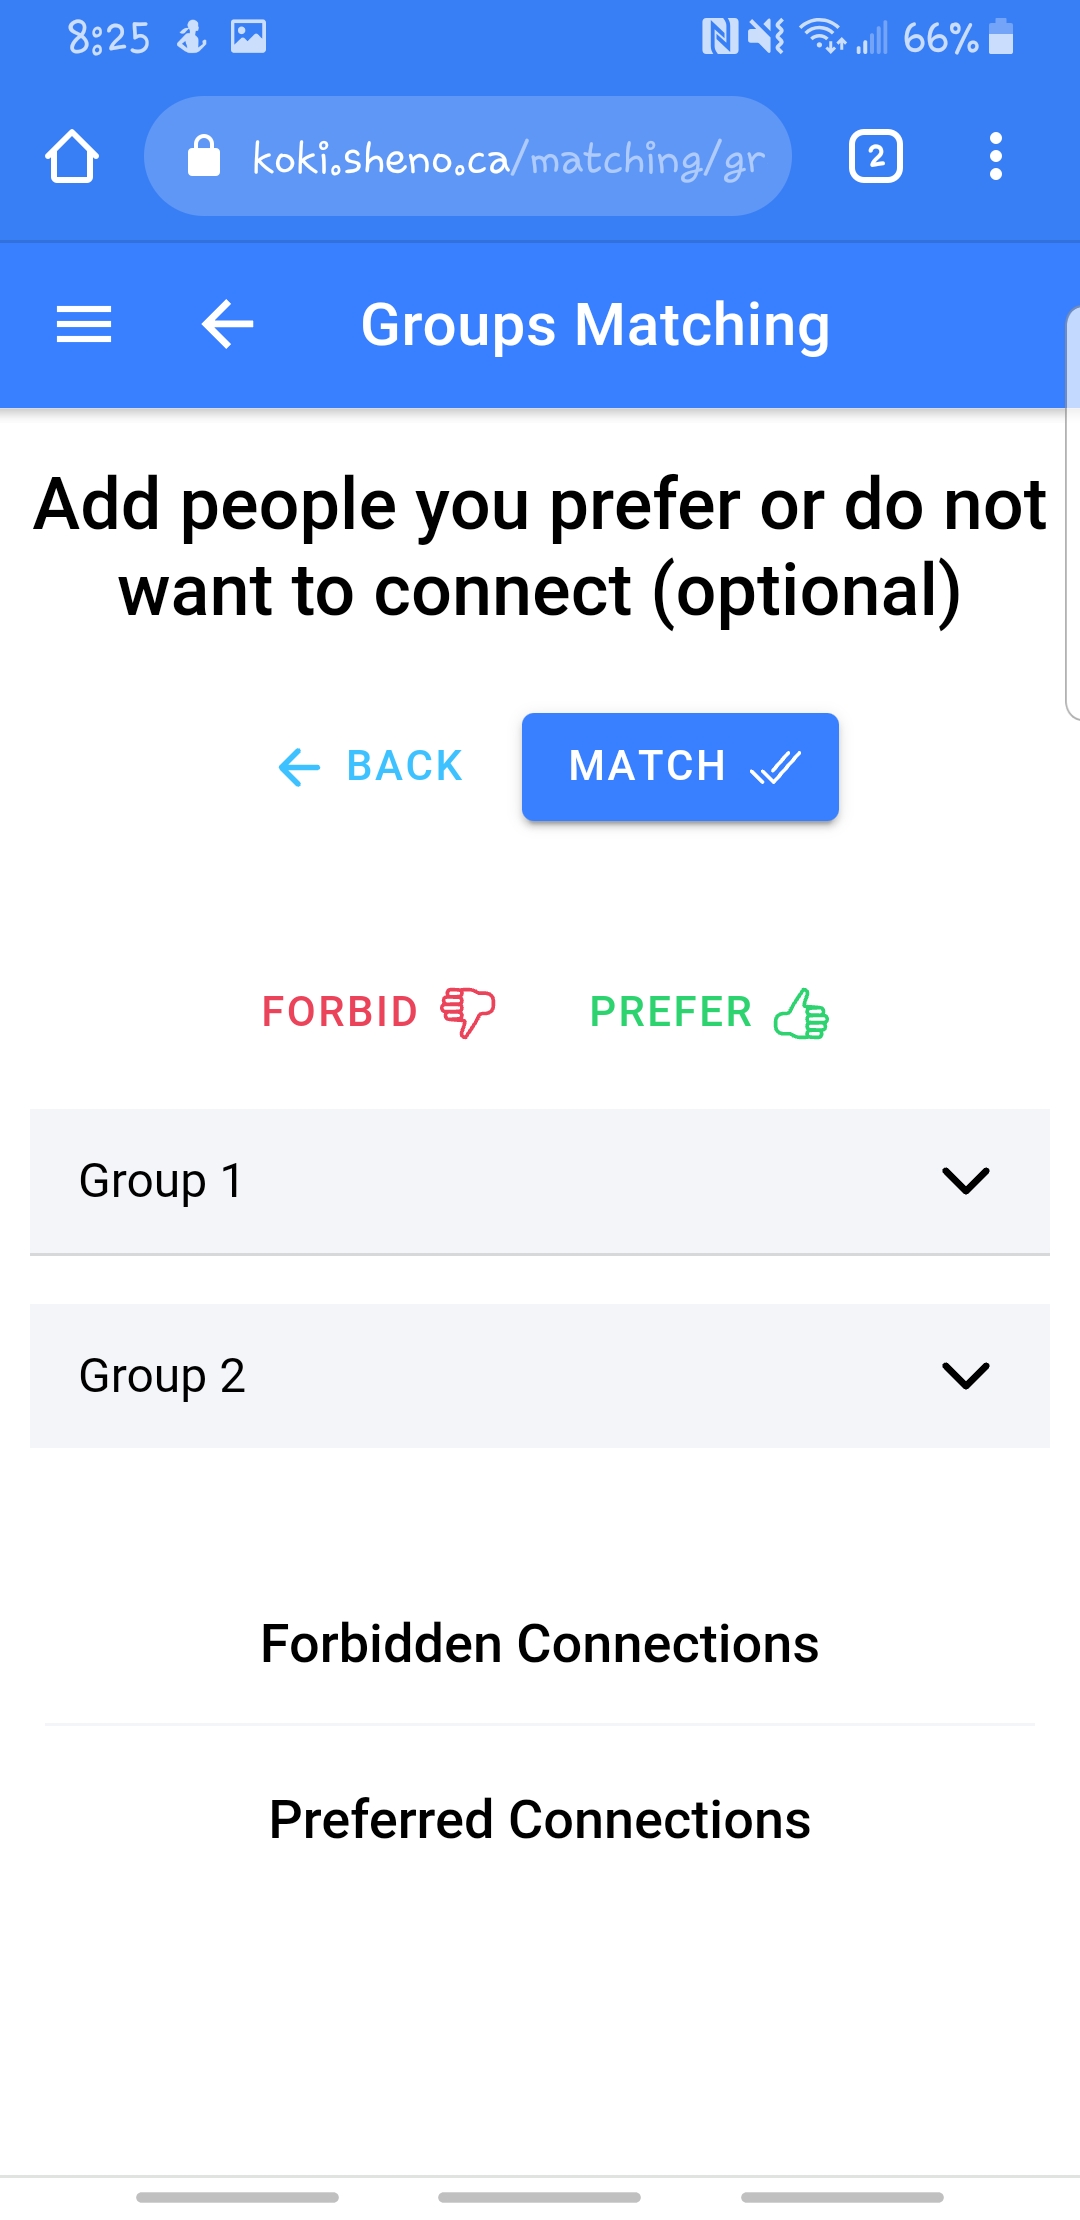 8:25 66%
koki.sheno.ca/matching/gr 2
Groups Matching
Add people you prefer or do not
want to connect (optional)
BACK MATCH
FORBID PREFER
Group 1
Group 2
Forbidden Connections
Preferred Connections